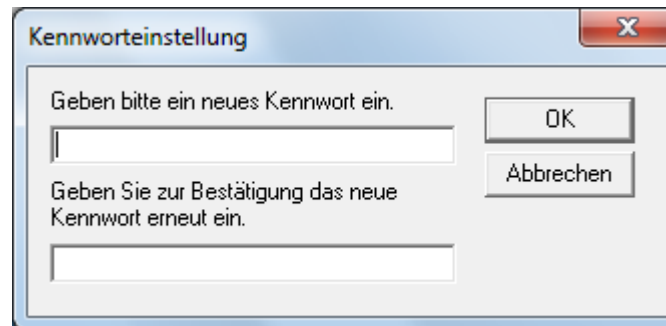 Kennworteinstellung
Geben bitte ein neues Kennwort ein.
OK
Abbrechen
Geben Sie zur Bestätigung das neue
Kennwort erneut ein.